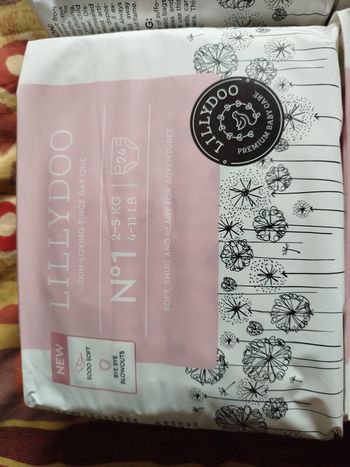 LILLYDOO
· SKIN-LOVING SINCE DAY ONE ·
Nº1
2-5 KG
4-11 LB
24
SOFT, SNUG AND READY FOR ADVENTURES
NEW
SOOO SOFT
BYE BYE
BLOWOUTS
· LILLYDOO ·
PREMIUM BABY CARE